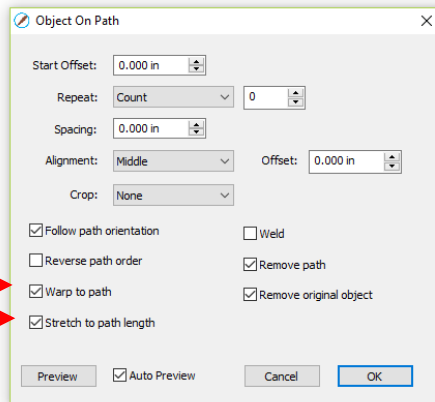 Object On Path
Start Offset: 0.000 in
Repeat: Count 0
Spacing: 0.000 in
Alignment: Middle Offset: 0.000 in
Crop: None
Follow path orientation Weld
Reverse path order Remove path
Warp to path Remove original object
Stretch to path length
Preview Auto Preview Cancel OK